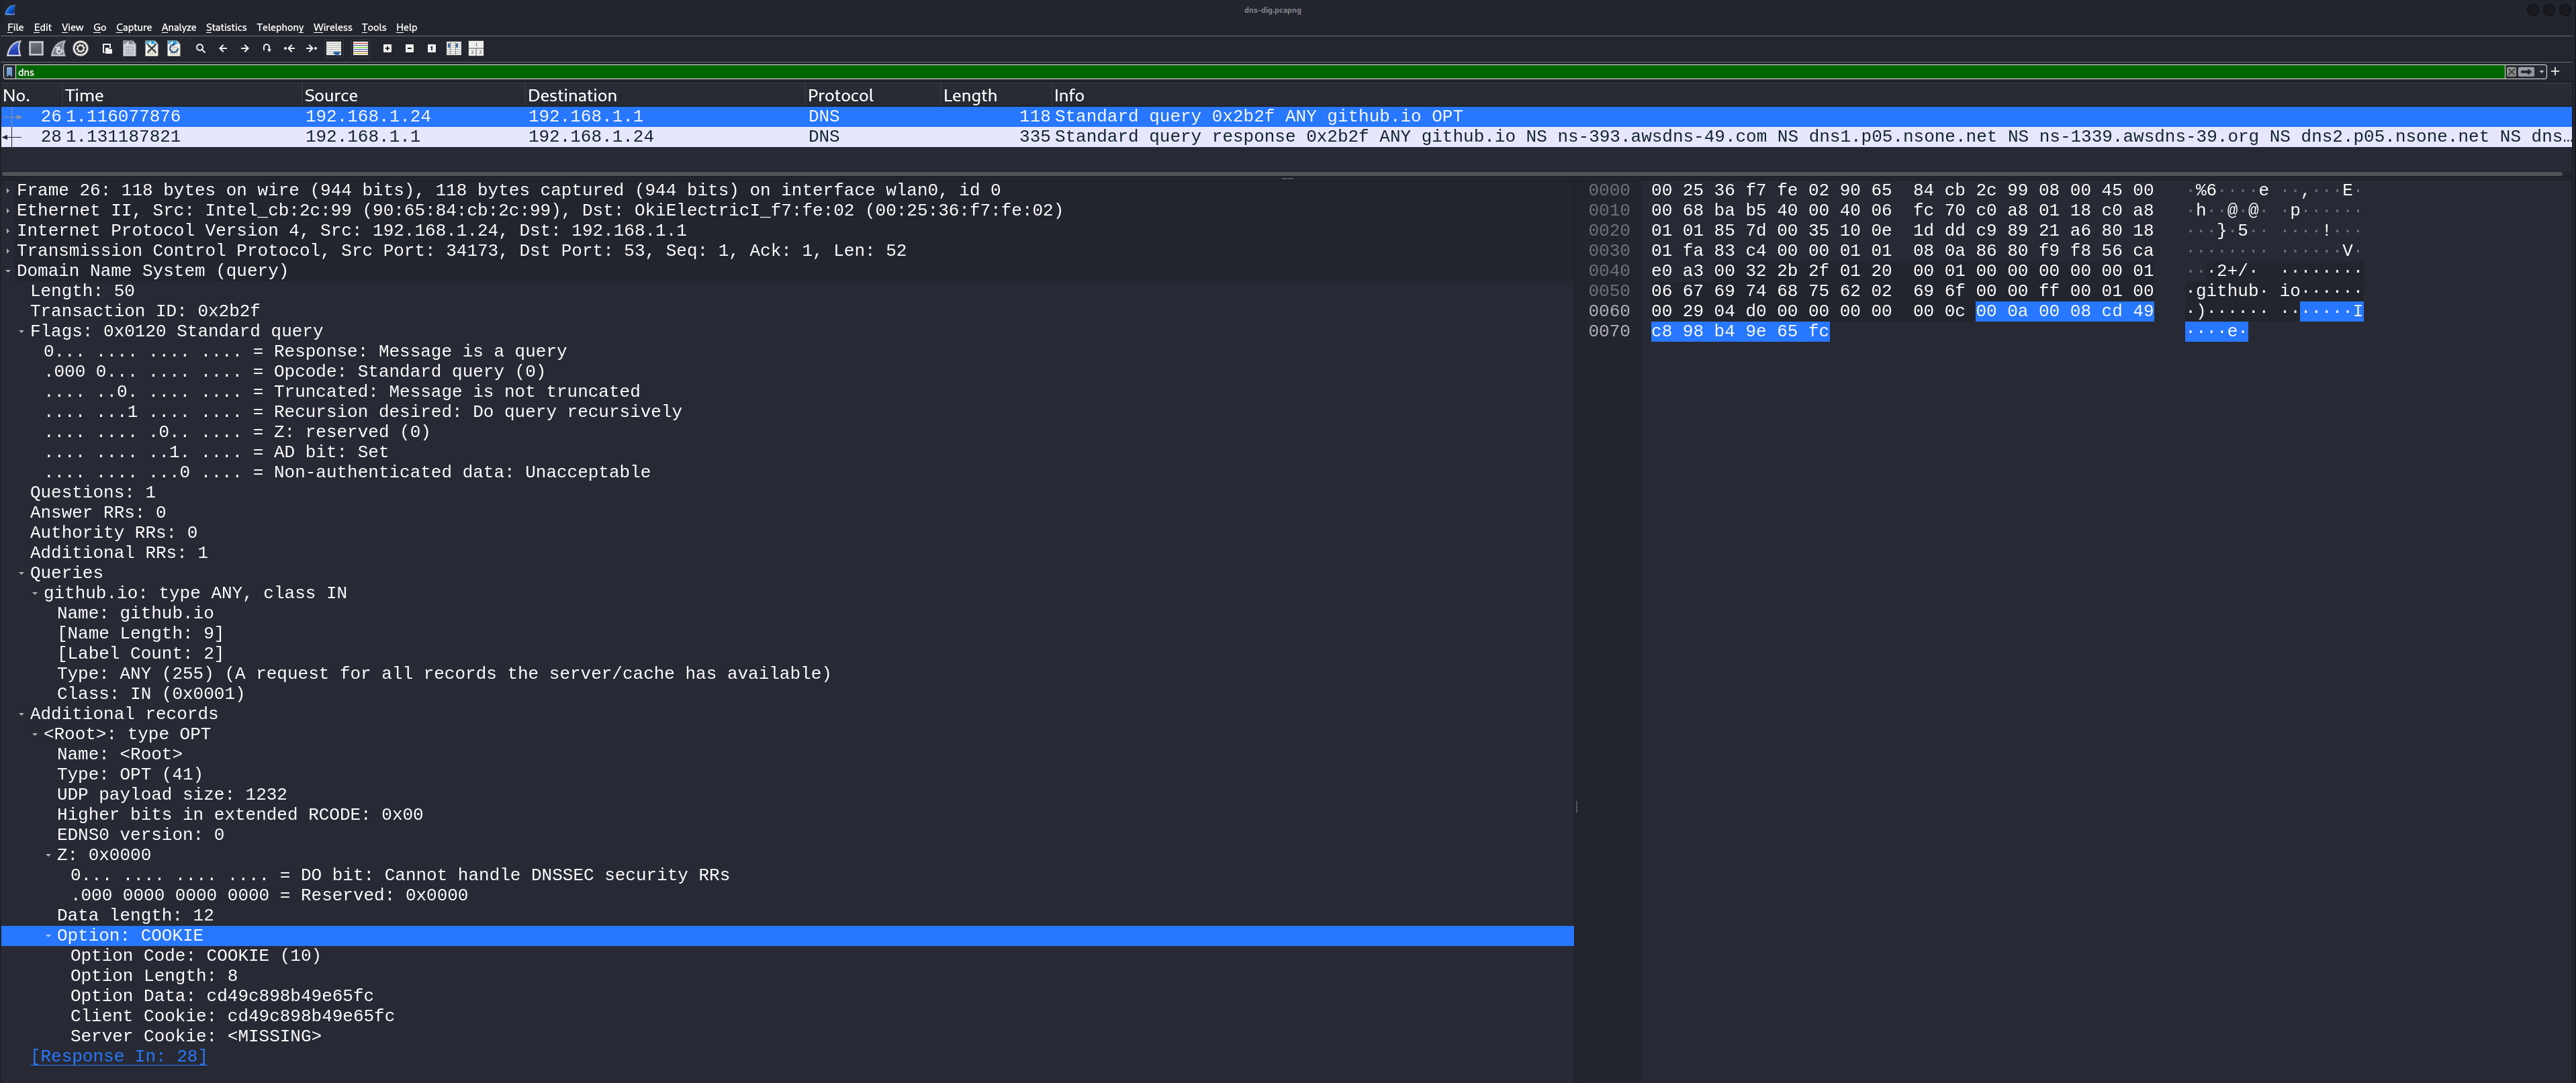 dns-dig.pcapng
File Edit View Go Capture Analyze Statistics Telephony Wireless Tools Help
dns
No. Time Source Destination Protocol Length Info
26 1.116077876 192.168.1.24 192.168.1.1 DNS 118 Standard query 0x2b2f ANY github.io OPT
28 1.131187821 192.168.1.1 192.168.1.24 DNS 335 Standard query response 0x2b2f ANY github.io NS ns-393.awsdns-49.com NS dns1.p05.nsone.net NS ns-1339.awsdns-39.org NS dns2.p05.nsone.net NS dns…
Frame 26: 118 bytes on wire (944 bits), 118 bytes captured (944 bits) on interface wlan0, id 0
Ethernet II, Src: Intel_cb:2c:99 (90:65:84:cb:2c:99), Dst: OkiElectricI_f7:fe:02 (00:25:36:f7:fe:02)
Internet Protocol Version 4, Src: 192.168.1.24, Dst: 192.168.1.1
Transmission Control Protocol, Src Port: 34173, Dst Port: 53, Seq: 1, Ack: 1, Len: 52
Domain Name System (query)
Length: 50
Transaction ID: 0x2b2f
Flags: 0x0120 Standard query
0... .... .... .... = Response: Message is a query
.000 0... .... .... = Opcode: Standard query (0)
.... ..0. .... .... = Truncated: Message is not truncated
.... ...1 .... .... = Recursion desired: Do query recursively
.... .... .0.. .... = Z: reserved (0)
.... .... ..1. .... = AD bit: Set
.... .... ...0 .... = Non-authenticated data: Unacceptable
Questions: 1
Answer RRs: 0
Authority RRs: 0
Additional RRs: 1
Queries
github.io: type ANY, class IN
Name: github.io
[Name Length: 9]
[Label Count: 2]
Type: ANY (255) (A request for all records the server/cache has available)
Class: IN (0x0001)
Additional records
<Root>: type OPT
Name: <Root>
Type: OPT (41)
UDP payload size: 1232
Higher bits in extended RCODE: 0x00
EDNS0 version: 0
Z: 0x0000
0... .... .... .... = DO bit: Cannot handle DNSSEC security RRs
.000 0000 0000 0000 = Reserved: 0x0000
Data length: 12
Option: COOKIE
Option Code: COOKIE (10)
Option Length: 8
Option Data: cd49c898b49e65fc
Client Cookie: cd49c898b49e65fc
Server Cookie: <MISSING>
[Response In: 28]
0000 00 25 36 f7 fe 02 90 65 84 cb 2c 99 08 00 45 00 ·%6····e ··,···E·
0010 00 68 ba b5 40 00 40 06 fc 70 c0 a8 01 18 c0 a8 ·h··@·@· ·p······
0020 01 01 85 7d 00 35 10 0e 1d dd c9 89 21 a6 80 18 ···}·5·· ····!···
0030 01 fa 83 c4 00 00 01 01 08 0a 86 80 f9 f8 56 ca ········ ······V·
0040 e0 a3 00 32 2b 2f 01 20 00 01 00 00 00 00 00 01 ···2+/·  ········
0050 06 67 69 74 68 75 62 02 69 6f 00 00 ff 00 01 00 ·github· io······
0060 00 29 04 d0 00 00 00 00 00 0c 00 0a 00 08 cd 49 ·)······ ·······I
0070 c8 98 b4 9e 65 fc ····e·